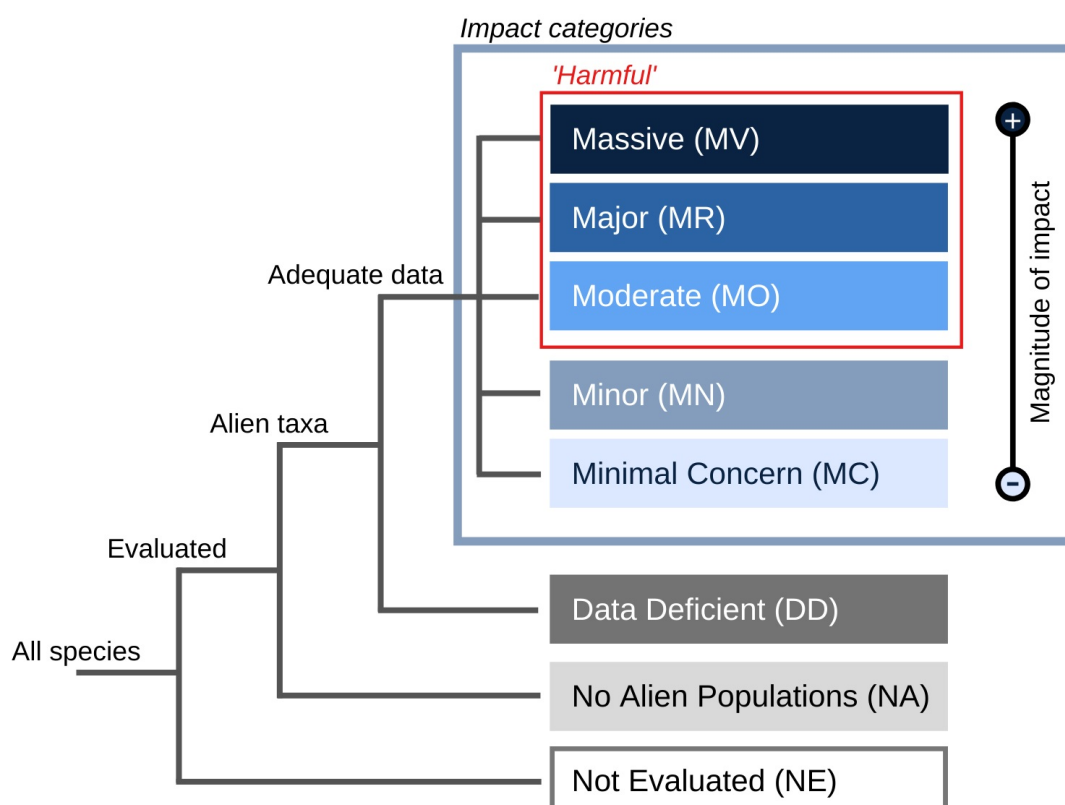 Impact categories
'Harmful'
Massive (MV)
Major (MR)
Moderate (MO)
Minor (MN)
Minimal Concern (MC)
+
Magnitude of impact
-
Adequate data
Alien taxa
Evaluated
All species
Data Deficient (DD)
No Alien Populations (NA)
Not Evaluated (NE)